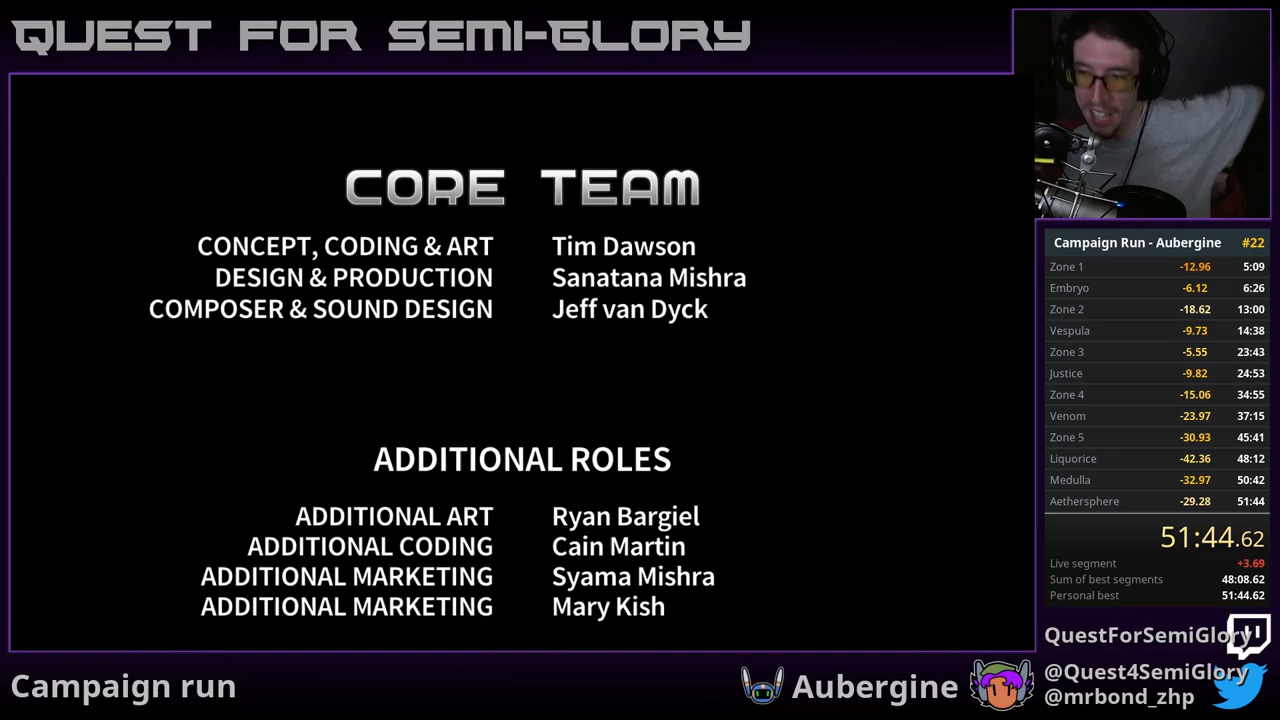 QUEST FOR SEMI-GLORY
CORE TEAM
CONCEPT, CODING & ART Tim Dawson
DESIGN & PRODUCTION Sanatana Mishra
COMPOSER & SOUND DESIGN Jeff van Dyck
ADDITIONAL ROLES
ADDITIONAL ART Ryan Bargiel
ADDITIONAL CODING Cain Martin
ADDITIONAL MARKETING Syama Mishra
ADDITIONAL MARKETING Mary Kish
Campaign Run - Aubergine #22
Zone 1 -12.96 5:09
Embryo -6.12 6:26
Zone 2 -18.62 13:00
Vespula -9.73 14:38
Zone 3 -5.55 23:43
Justice -9.82 24:53
Zone 4 -15.06 34:55
Venom -23.97 37:15
Zone 5 -30.93 45:41
Liquorice -42.36 48:12
Medulla -32.97 50:42
Aethersphere -29.28 51:44
51:44.62
Live segment +3.69
Sum of best segments 48:08.62
Personal best 51:44.62
QuestForSemiGlory
@Quest4SemiGlory
@mrbond_zhp
Campaign run
Aubergine